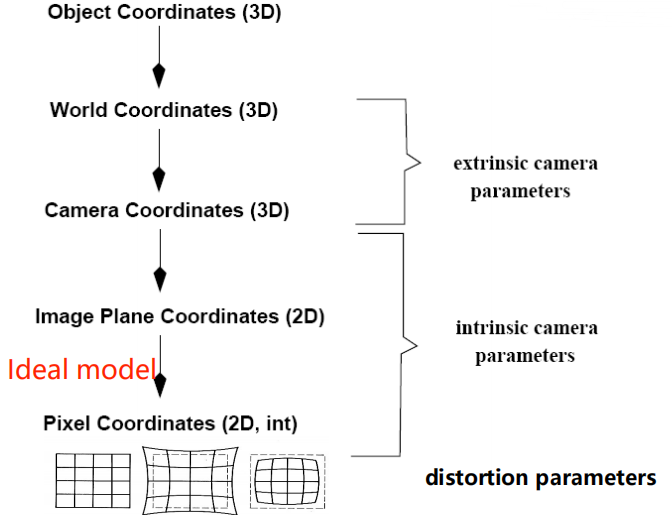 Object Coordinates (3D)
World Coordinates (3D)
extrinsic camera
parameters
Camera Coordinates (3D)
Image Plane Coordinates (2D)
intrinsic camera
parameters
Ideal model
Pixel Coordinates (2D, int)
distortion parameters